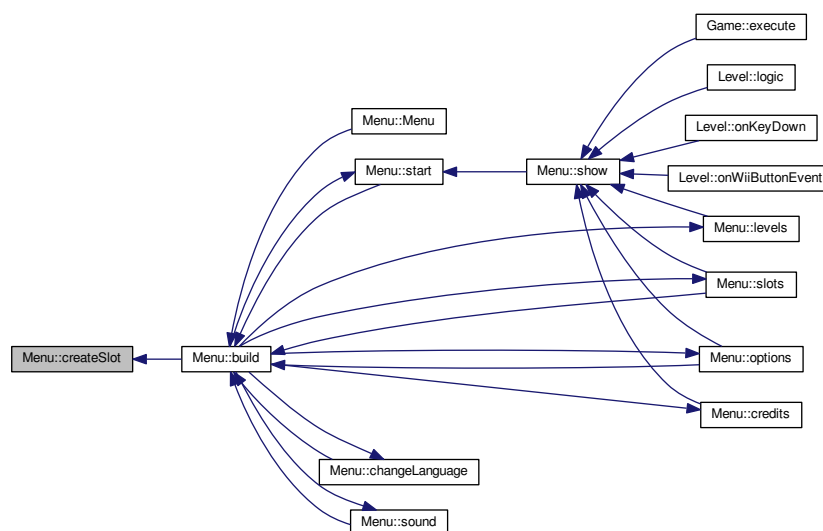 Game::execute
Level::logic
Menu::Menu
Level::onKeyDown
Menu::start
Menu::show
Level::onWiiButtonEvent
Menu::levels
Menu::slots
Menu::createSlot
Menu::build
Menu::options
Menu::credits
Menu::changeLanguage
Menu::sound